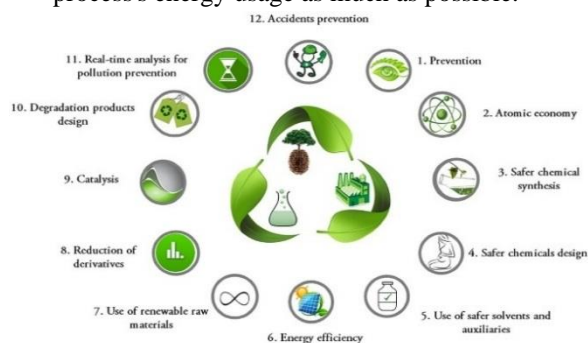 process's energy usage as much as possible.
12. Accidents prevention
11. Real-time analysis for
pollution prevention
1. Prevention
10. Degradation products
design
2. Atomic economy
9. Catalysis
3. Safer chemical
synthesis
8. Reduction of
derivatives
4. Safer chemicals design
7. Use of renewable raw
materials
5. Use of safer solvents and
auxiliaries
6. Energy efficiency